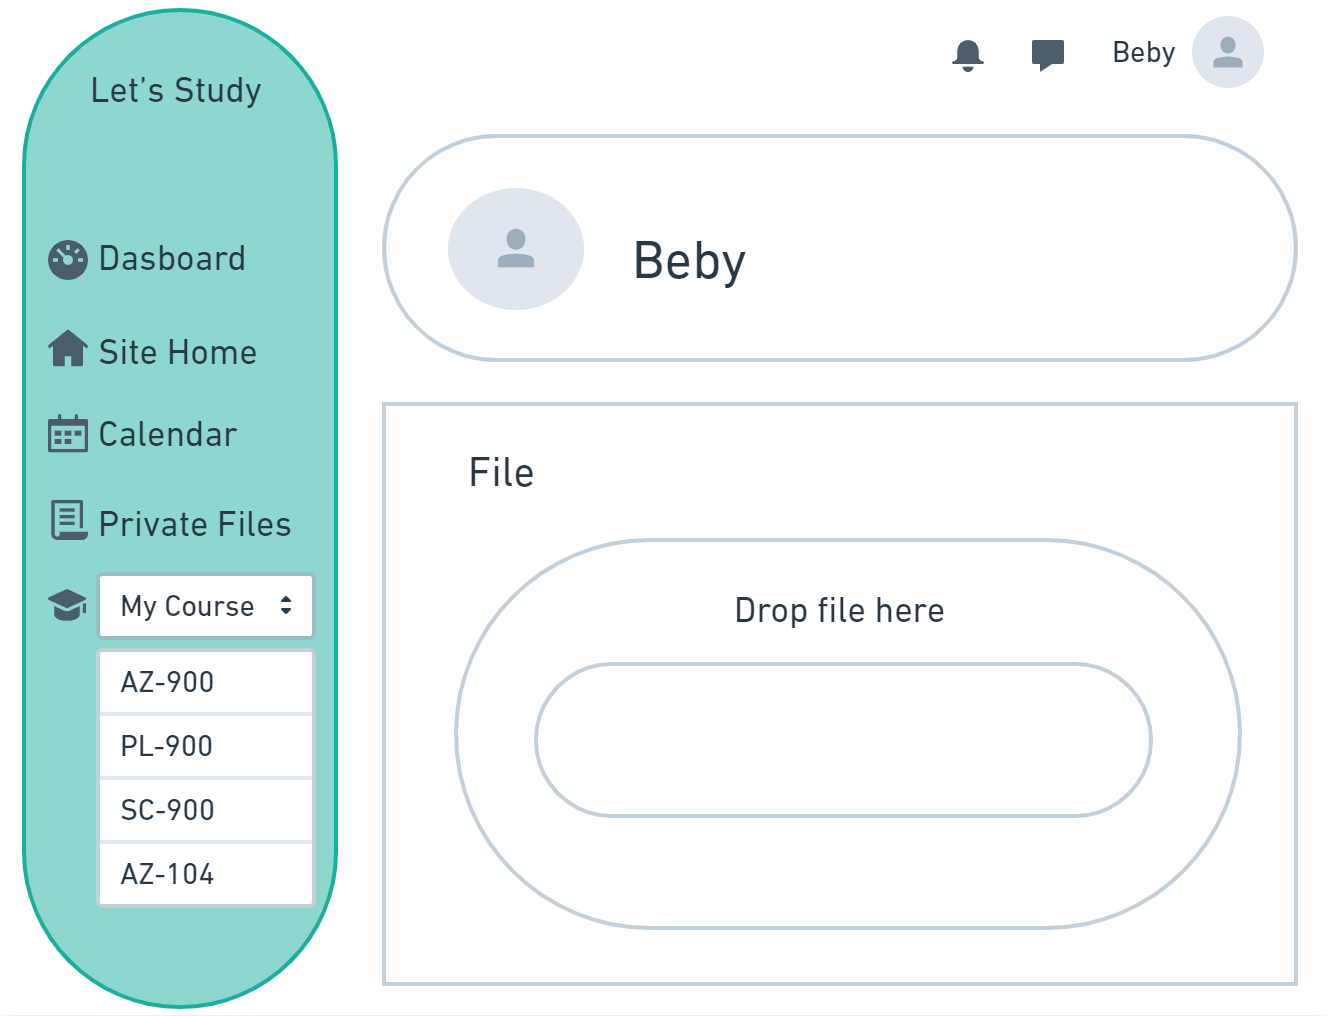 Let's Study
Dasboard
Site Home
Calendar
Private Files
My Course
AZ-900
PL-900
SC-900
AZ-104
Beby
Beby
File
Drop file here